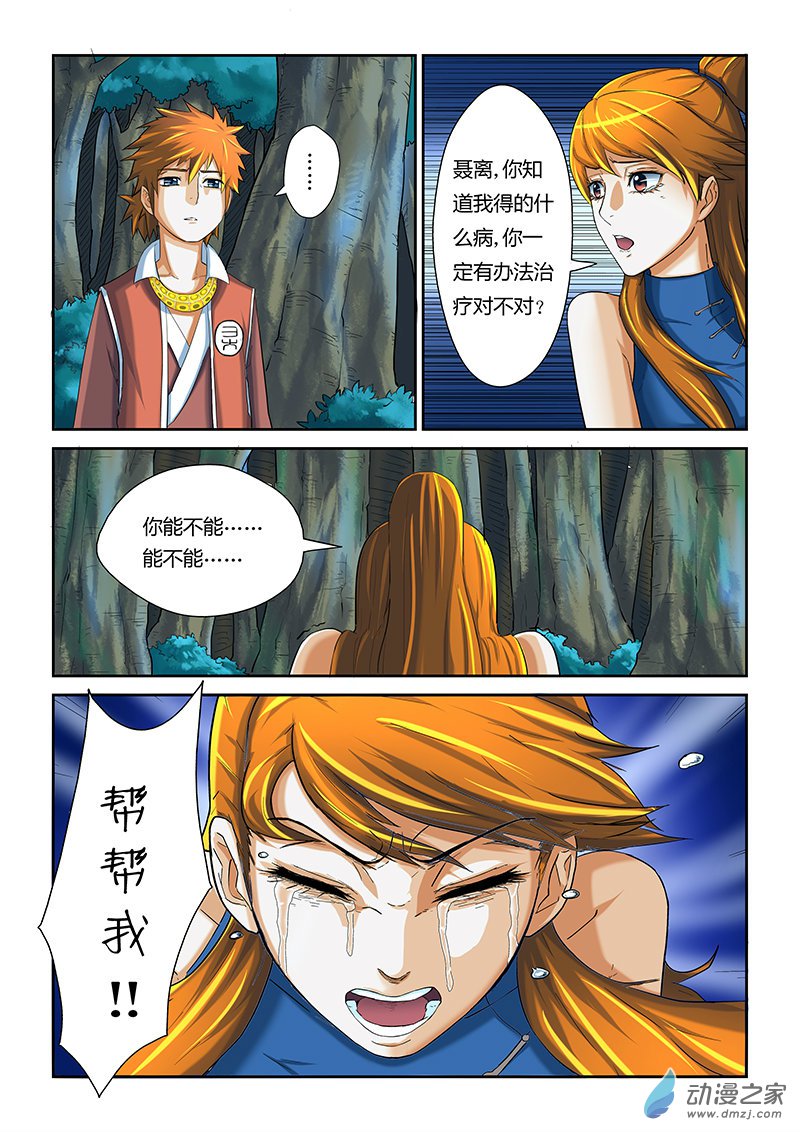 ……
聂离,你知
道我得的什
么病,你一
定有办法治
疗对不对?
你能不能……
能不能……
帮
帮
我
!!
动漫之家
www.dmzj.com